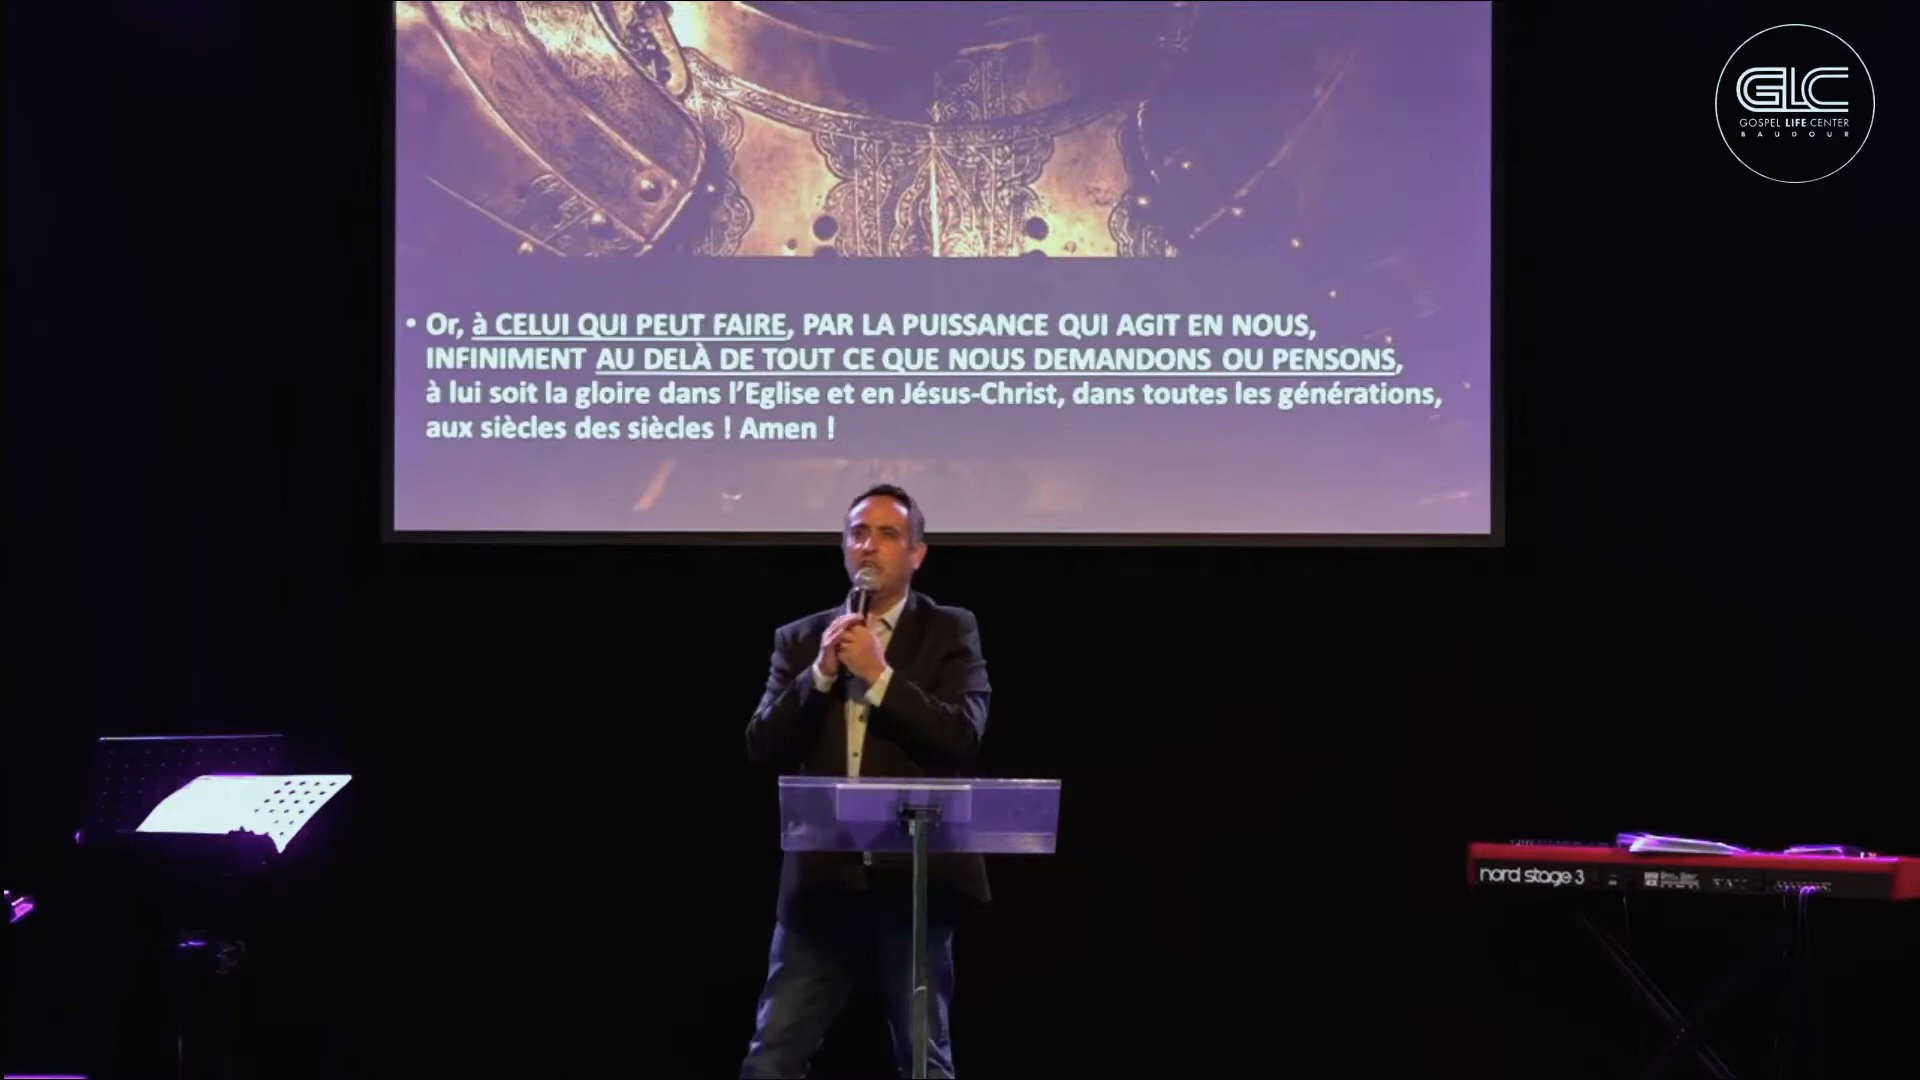 GLC
GOSPEL LIFE CENTER
BAUDOUR
• Or, à CELUI QUI PEUT FAIRE, PAR LA PUISSANCE QUI AGIT EN NOUS,
INFINIMENT AU DELÀ DE TOUT CE QUE NOUS DEMANDONS OU PENSONS,
à lui soit la gloire dans l’Eglise et en Jésus-Christ, dans toutes les générations,
aux siècles des siècles ! Amen !
nord stage 3